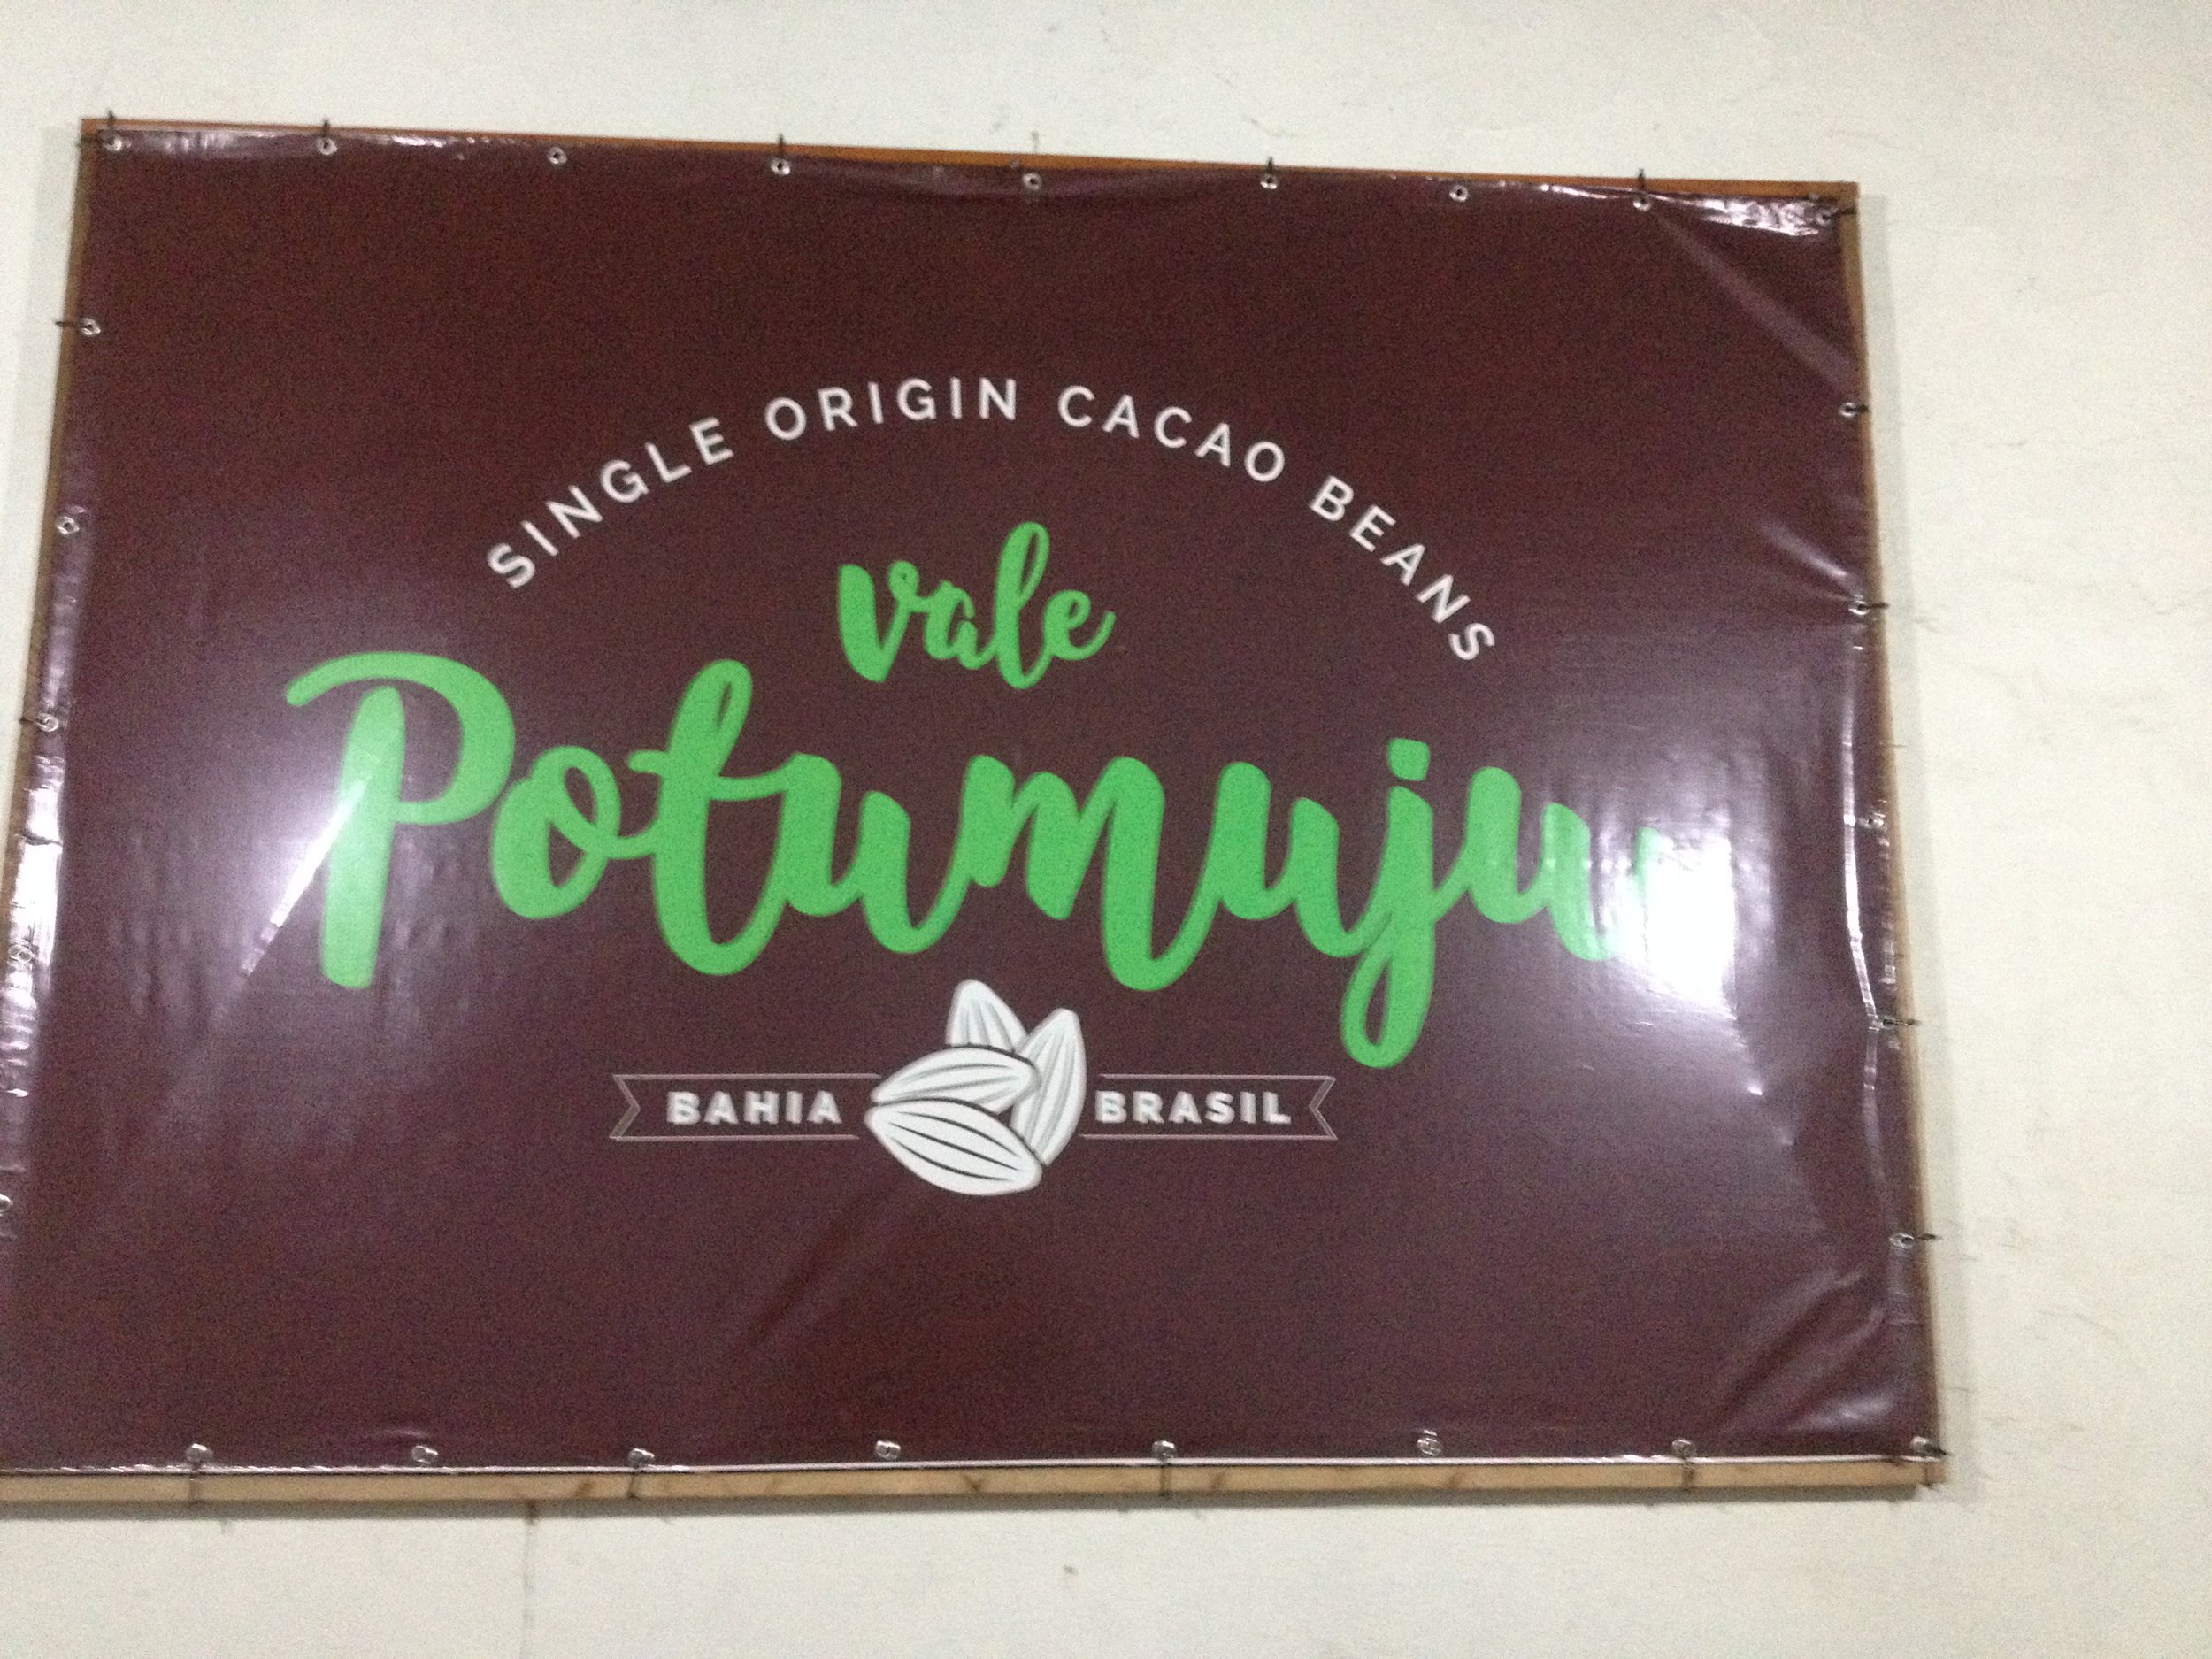 SINGLE ORIGIN CACAO BEANS
vale
Potumuju
BAHIA BRASIL